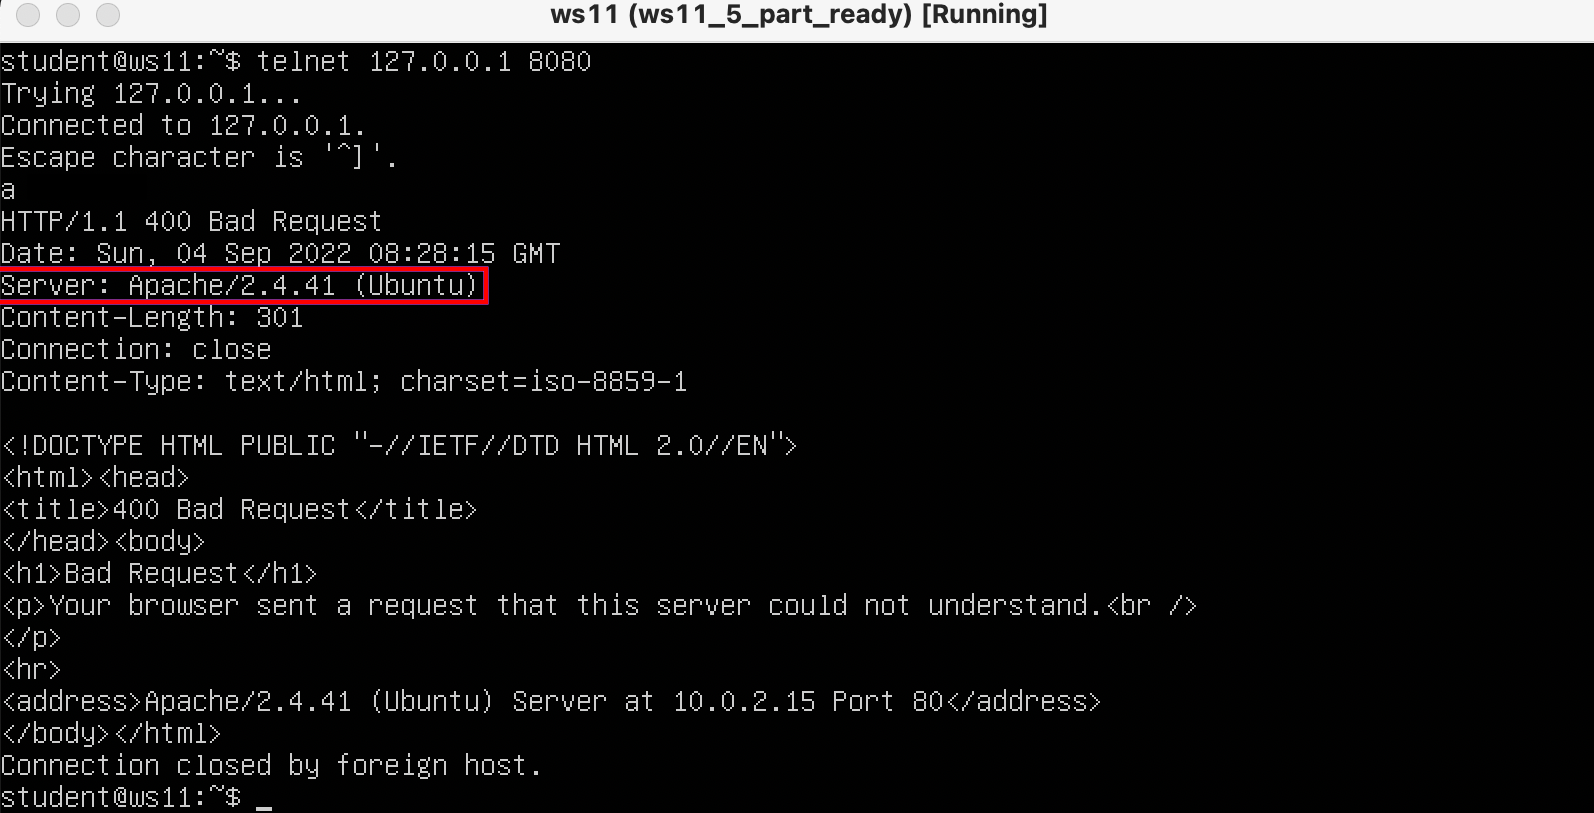 ws11 (ws11_5_part_ready) [Running]
student@ws11:~$ telnet 127.0.0.1 8080
Trying 127.0.0.1...
Connected to 127.0.0.1.
Escape character is '^]'.
a
HTTP/1.1 400 Bad Request
Date: Sun, 04 Sep 2022 08:28:15 GMT
Server: Apache/2.4.41 (Ubuntu)
Content-Length: 301
Connection: close
Content-Type: text/html; charset=iso-8859-1

<!DOCTYPE HTML PUBLIC "-//IETF//DTD HTML 2.0//EN">
<html><head>
<title>400 Bad Request</title>
</head><body>
<h1>Bad Request</h1>
<p>Your browser sent a request that this server could not understand.<br />
</p>
<hr>
<address>Apache/2.4.41 (Ubuntu) Server at 10.0.2.15 Port 80</address>
</body></html>
Connection closed by foreign host.
student@ws11:~$ _